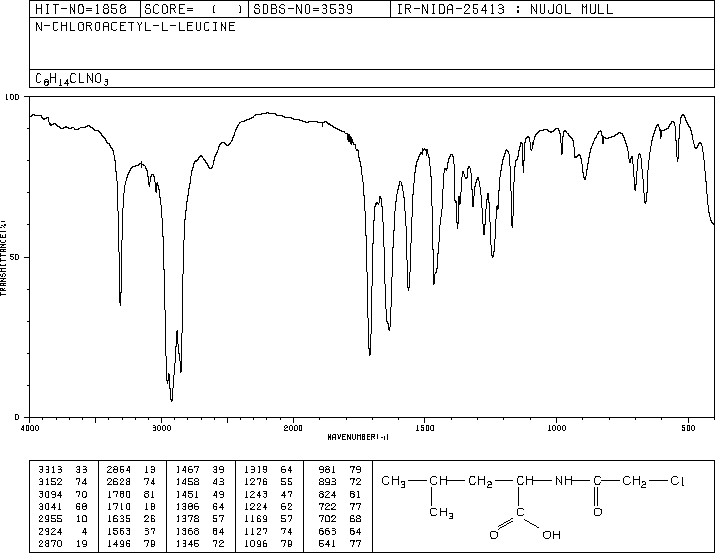 HIT-NO=1858 SCORE= ( ) SDBS-NO=3539 IR-NIDA-25413 : NUJOL MULL
N-CHLOROACETYL-L-LEUCINE
C8H14CLNO3
100
50
0
TRANSMITTANCE(%)
4000 3000 2000 1500 1000 500
WAVENUMBER(-1)
3313 33 2854 13 1467 39 1319 64 981 79
3152 74 2628 74 1458 43 1276 55 893 72
3094 70 1780 81 1451 49 1243 47 824 81
3041 68 1710 18 1386 64 1224 62 722 77
2955 10 1635 26 1378 57 1169 57 702 68
2924 4 1563 37 1368 64 1127 74 663 64
2870 19 1496 79 1345 72 1096 79 541 77
CH3 CH CH2 CH NH C CH2 Cl
CH3 C O
O OH